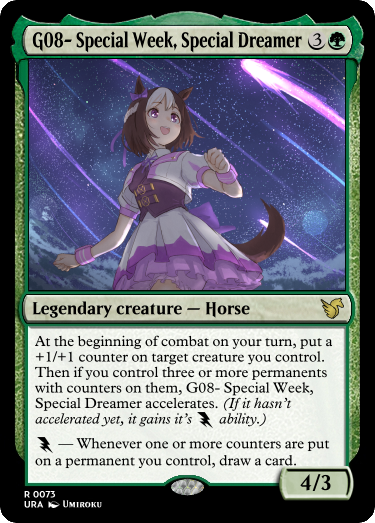 G08- Special Week, Special Dreamer 3
Legendary creature — Horse
At the beginning of combat on your turn, put a
+1/+1 counter on target creature you control.
Then if you control three or more permanents
with counters on them, G08- Special Week,
Special Dreamer accelerates. (If it hasn't
accelerated yet, it gains it's ability.)
— Whenever one or more counters are put
on a permanent you control, draw a card.
4/3
R 0073
URA Umiroku